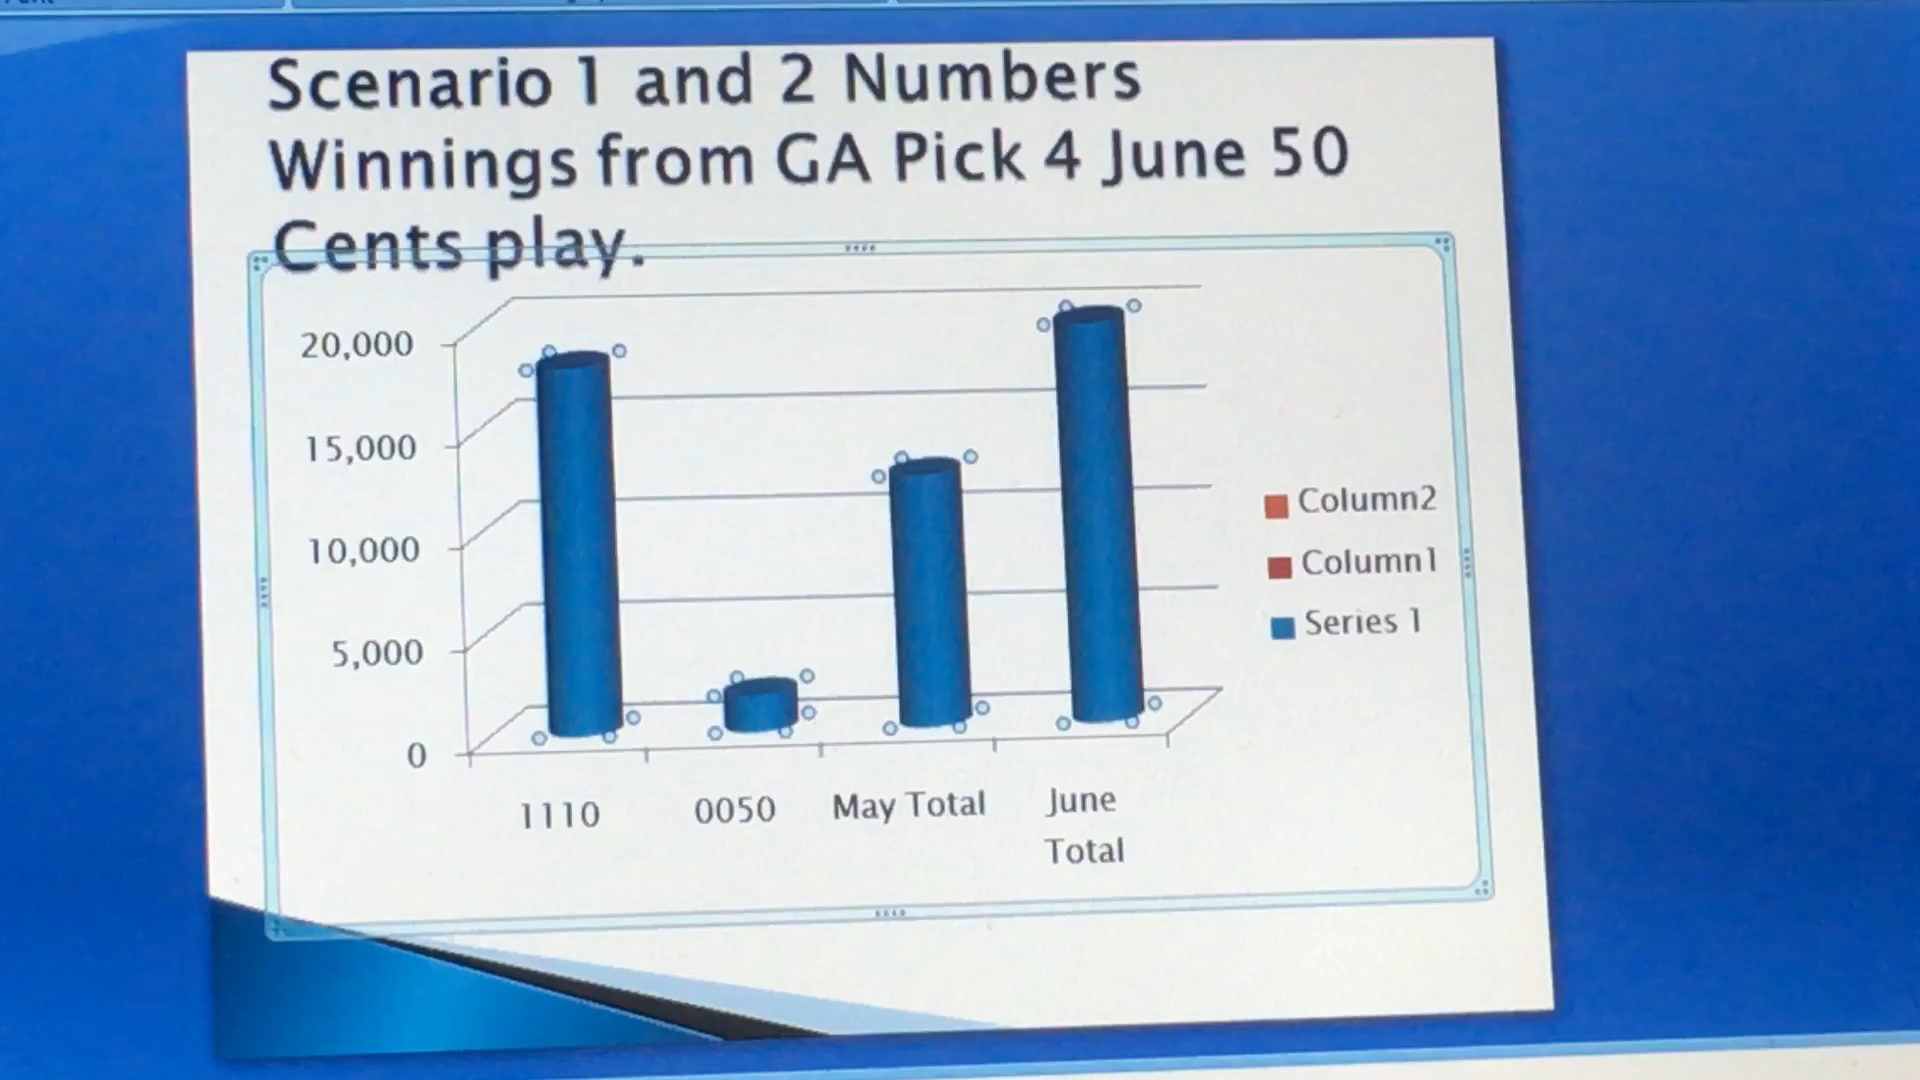 Scenario 1 and 2 Numbers
Winnings from GA Pick 4 June 50
Cents play.
20,000
15,000
10,000
5,000
0
1110
0050
May Total
June
Total
Column2
Column1
Series 1